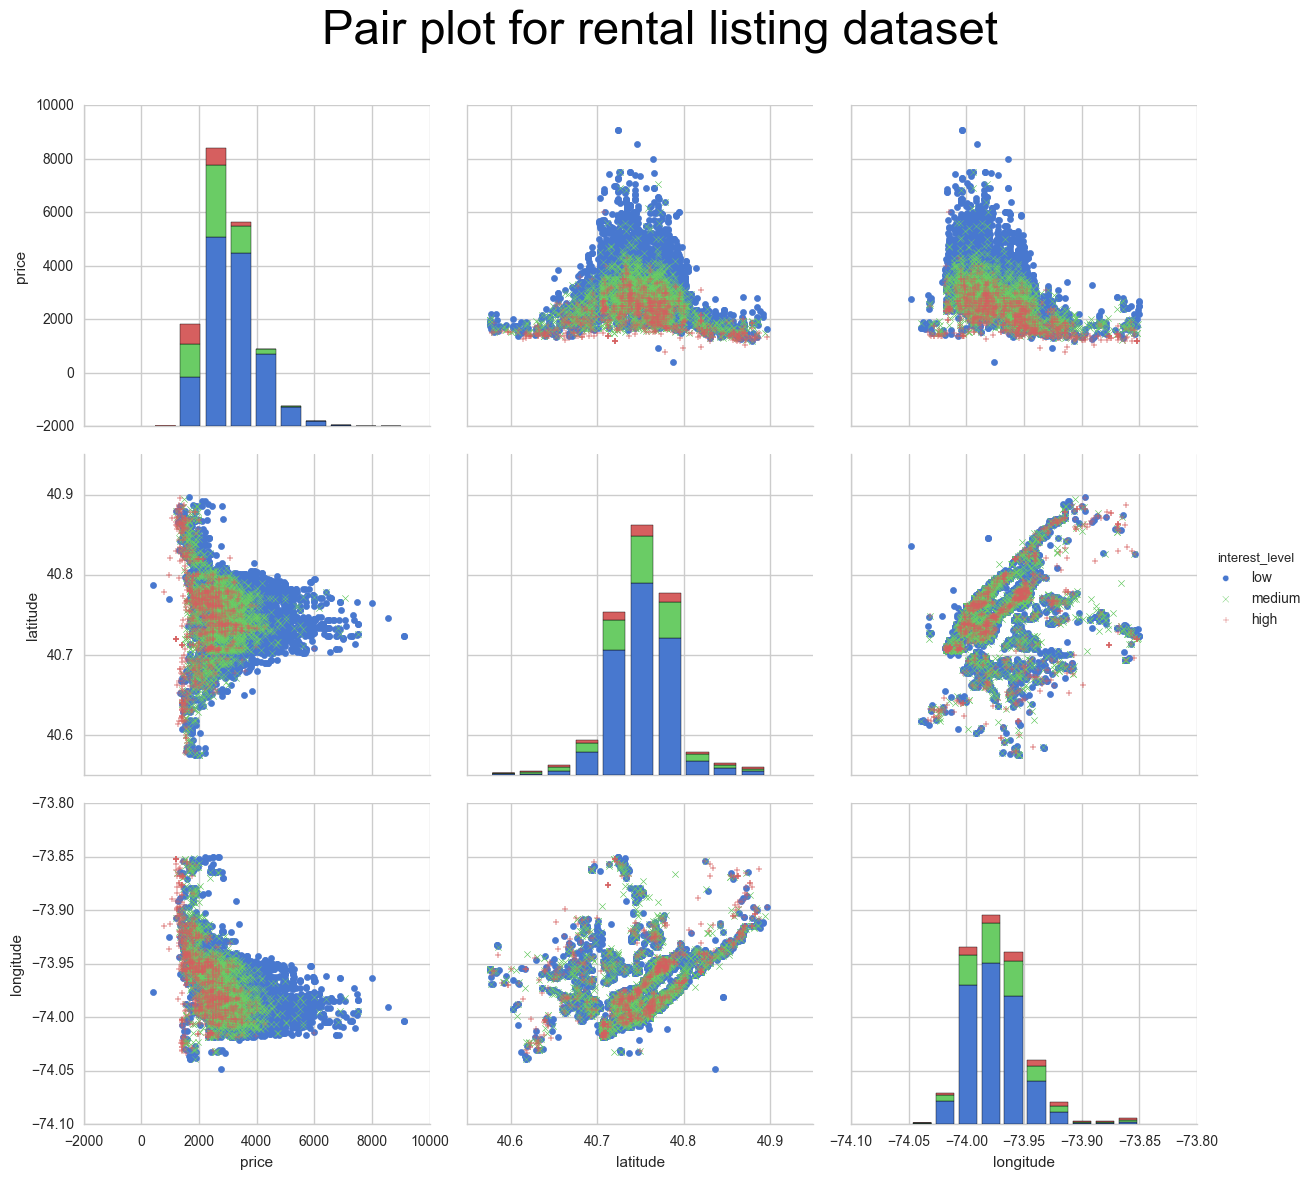 Pair plot for rental listing dataset
10000
8000
6000
4000
2000
0
−2000
price
40.9
40.8
40.7
40.6
latitude
interest_level
low
medium
high
−73.80
−73.85
−73.90
−73.95
−74.00
−74.05
−74.10
longitude
−2000 0 2000 4000 6000 8000 10000
40.6 40.7 40.8 40.9
−74.10 −74.05 −74.00 −73.95 −73.90 −73.85 −73.80
price latitude longitude